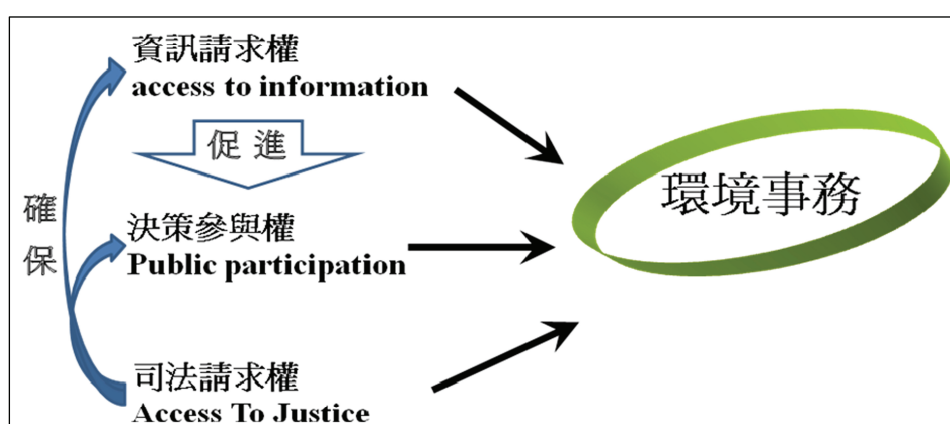 資訊請求權
access to information
促進
確保
決策參與權
Public participation
環境事務
司法請求權
Access To Justice